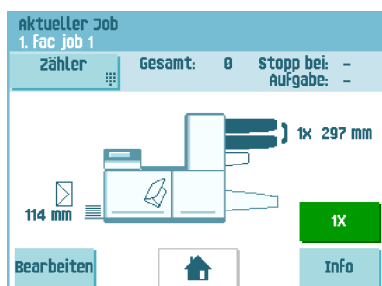 Aktueller Job
1. Fac job 1
Zähler
Gesamt: 0
Stopp bei: -
Aufgabe: -
1x 297 mm
114 mm
1X
Bearbeiten
Info